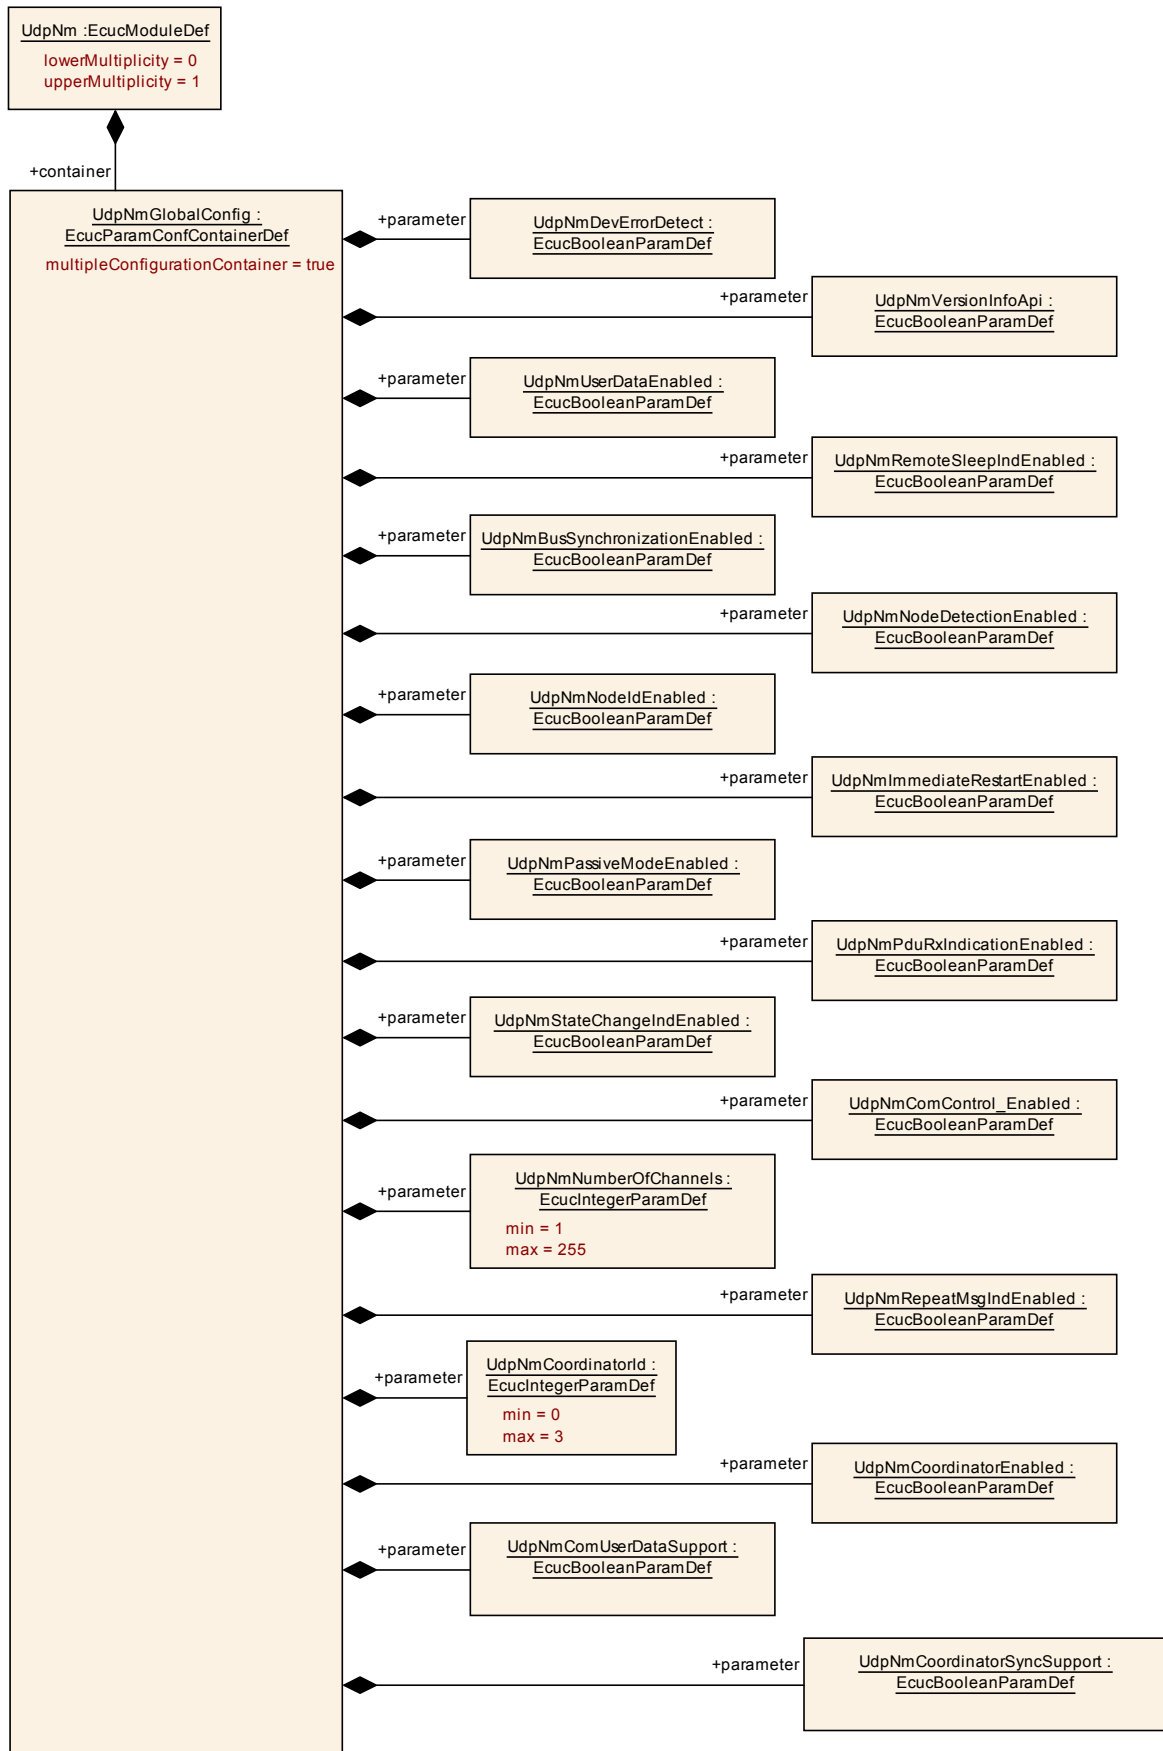 UdpNm :EcucModuleDef
lowerMultiplicity = 0
upperMultiplicity = 1
+container
UdpNmGlobalConfig :
EcucParamConfContainerDef
multipleConfigurationContainer = true
+parameter
UdpNmDevErrorDetect :
EcucBooleanParamDef
+parameter
UdpNmVersionInfoApi :
EcucBooleanParamDef
+parameter
UdpNmUserDataEnabled :
EcucBooleanParamDef
+parameter
UdpNmRemoteSleepIndEnabled :
EcucBooleanParamDef
+parameter
UdpNmBusSynchronizationEnabled :
EcucBooleanParamDef
+parameter
UdpNmNodeDetectionEnabled :
EcucBooleanParamDef
+parameter
UdpNmNodeIdEnabled :
EcucBooleanParamDef
+parameter
UdpNmImmediateRestartEnabled :
EcucBooleanParamDef
+parameter
UdpNmPassiveModeEnabled :
EcucBooleanParamDef
+parameter
UdpNmPduRxIndicationEnabled :
EcucBooleanParamDef
+parameter
UdpNmStateChangeIndEnabled :
EcucBooleanParamDef
+parameter
UdpNmComControl_Enabled :
EcucBooleanParamDef
+parameter
UdpNmNumberOfChannels :
EcucIntegerParamDef
min = 1
max = 255
+parameter
UdpNmRepeatMsgIndEnabled :
EcucBooleanParamDef
+parameter
UdpNmCoordinatorId :
EcucIntegerParamDef
min = 0
max = 3
+parameter
UdpNmCoordinatorEnabled :
EcucBooleanParamDef
+parameter
UdpNmComUserDataSupport :
EcucBooleanParamDef
+parameter
UdpNmCoordinatorSyncSupport :
EcucBooleanParamDef